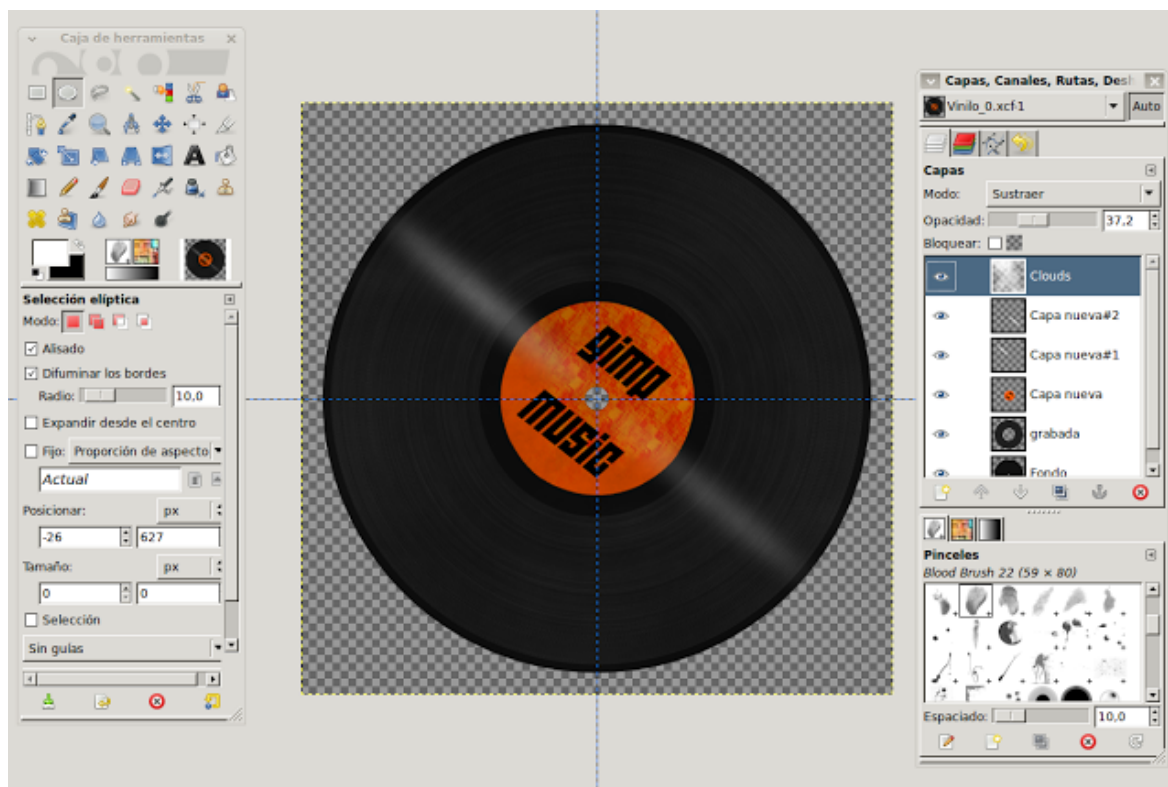 Caja de herramientas
Selección elíptica
Modo:
Alisado
Difuminar los bordes
Radio: 10,0
Expandir desde el centro
Fijo: Proporción de aspecto
Actual
Posicionar: px
-26 627
Tamaño: px
0 0
Selección
Sin guías
gimp
music
Capas, Canales, Rutas, Desh
Vinilo_0.xcf-1 Auto
Capas
Modo: Sustraer
Opacidad: 37,2
Bloquear:
Clouds
Capa nueva#2
Capa nueva#1
Capa nueva
grabada
Fondo
Pinceles
Blood Brush 22 (59 × 80)
Espaciado: 10,0